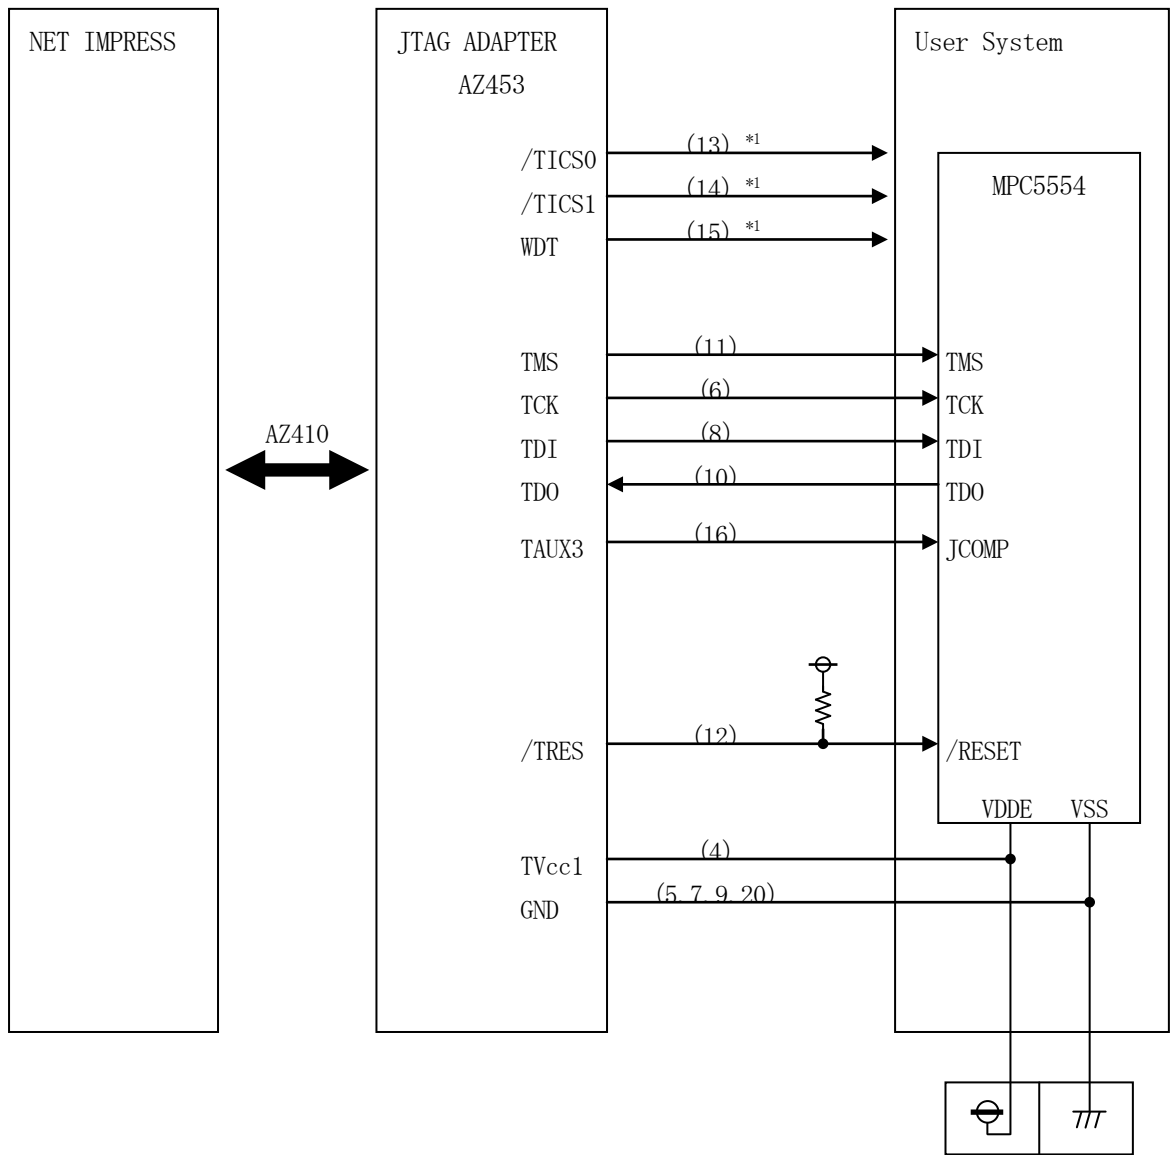 NET IMPRESS
JTAG ADAPTER
AZ453
User System
MPC5554
/TICS0 (13) *1
/TICS1 (14) *1
WDT (15) *1
TMS (11) TMS
TCK (6) TCK
AZ410
TDI (8) TDI
TDO (10) TDO
TAUX3 (16) JCOMP
/TRES (12) /RESET
VDDE VSS
TVcc1 (4)
GND (5, 7, 9, 20)